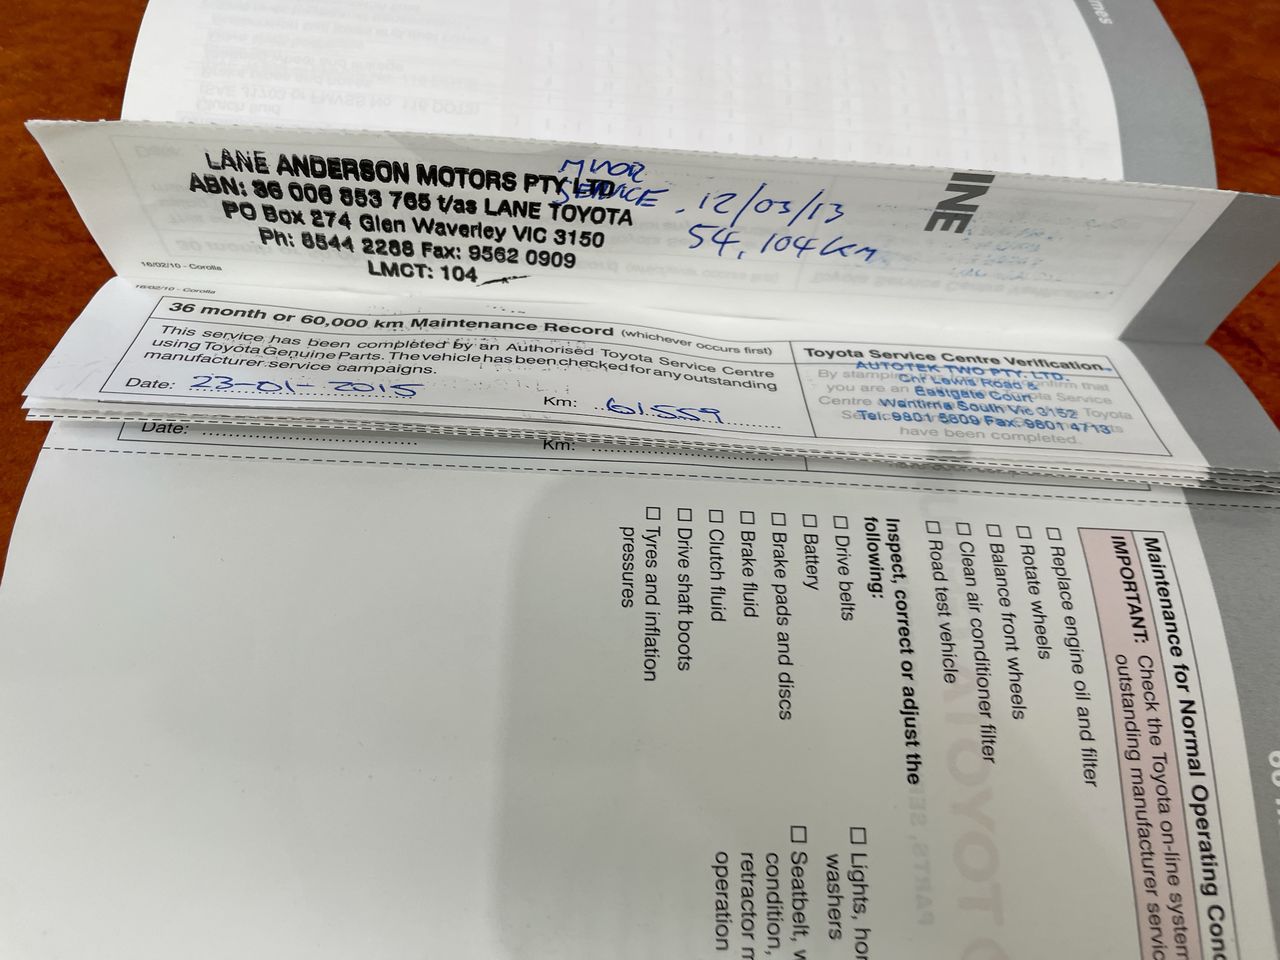 mes
LANE ANDERSON MOTORS PTY LTD
ABN: 36 006 853 765 t/as LANE TOYOTA
PO Box 274 Glen Waverley VIC 3150
Ph: 8544 2288 Fax: 9562 0909
LMCT: 104
MINOR
SERVICE
12/03/13
54,104 km
INE
16/02/10 - Corolla
16/02/10 - Corolla
36 month or 60,000 km Maintenance Record (whichever occurs first)
This service has been completed by an Authorised Toyota Service Centre
using Toyota Genuine Parts. The vehicle has been checked for any outstanding
manufacturer service campaigns.
Date: 23-01-2015 Km: 61559
Toyota Service Centre Verification
AUTOTEK TWO PTY. LTD.
Cnr Lewis Road &
Eastgate Court
Wantirna South Vic 3152
Tel: 9801 5809 Fax: 9801 4713
have been completed.
Date: Km:
Maintenance for Normal Operating Cond
IMPORTANT: Check the Toyota on-line system
outstanding manufacturer servic
☐ Replace engine oil and filter
☐ Rotate wheels
☐ Balance front wheels
☐ Clean air conditioner filter
☐ Road test vehicle
Inspect, correct or adjust the
following:
☐ Drive belts
☐ Battery
☐ Brake pads and discs
☐ Brake fluid
☐ Clutch fluid
☐ Drive shaft boots
☐ Tyres and inflation
pressures
☐ Lights, hor
washers
☐ Seatbelt, w
condition,
retractor m
operation